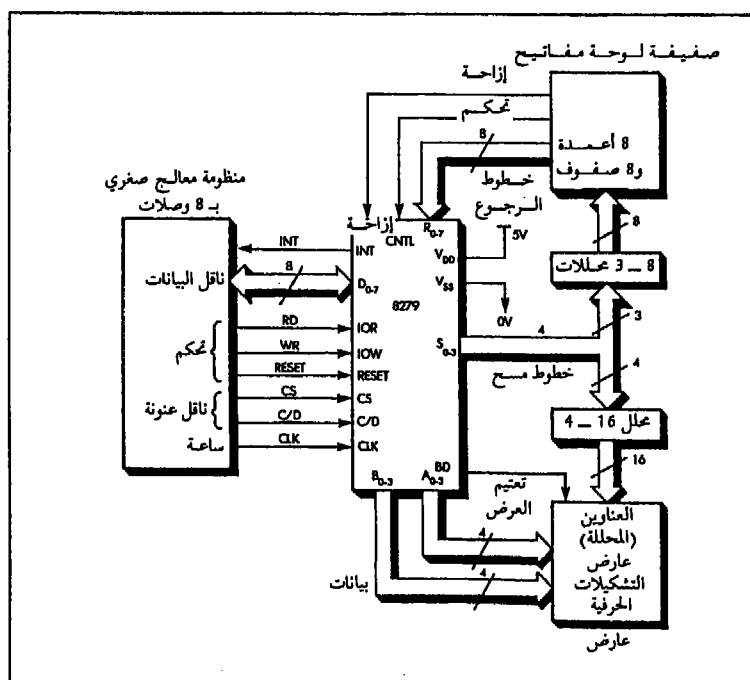 صفيفة لوحة مفاتيح
إزاحة
تحكم
8 أعمدة
و8 صفوف
8
خطوط
الرجوع
منظومة معالج صغري
بـ 8 وصلات
إزاحة
CNTL
R0-7
5V
VDD
VSS
0V
8
8 – 3 محللات
INT
INT
ناقل البيانات
8
D0-7
8279
RD
IOR
WR
IOW
تحكم
RESET
RESET
S0-3
4
3
خطوط مسح
4
CS
CS
ناقل عنونة
C/D
C/D
محلل 16 – 4
ساعة
CLK
CLK
16
B0-3
A0-3
BD
تعتيم
العرض
العناوين
(المحللة)
عارض
التشكيلات
الحرفية
4
4
بيانات
عارض